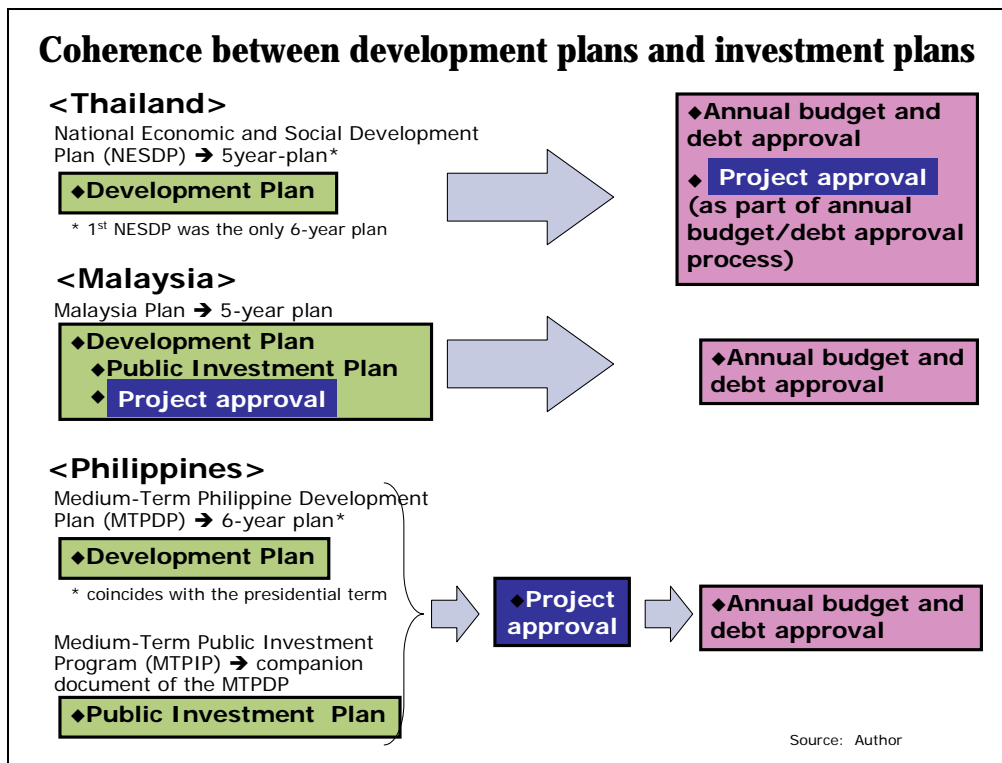 Coherence between development plans and investment plans
<Thailand>
National Economic and Social Development
Plan (NESDP) ➔ 5year-plan*
◆Development Plan
* 1st NESDP was the only 6-year plan
◆Annual budget and
debt approval
◆ Project approval
(as part of annual
budget/debt approval
process)
<Malaysia>
Malaysia Plan ➔ 5-year plan
◆Development Plan
◆Public Investment Plan
◆ Project approval
◆Annual budget and
debt approval
<Philippines>
Medium-Term Philippine Development
Plan (MTPDP) ➔ 6-year plan*
◆Development Plan
* coincides with the presidential term
Medium-Term Public Investment
Program (MTPIP) ➔ companion
document of the MTPDP
◆Public Investment Plan
◆Project
approval
◆Annual budget and
debt approval
Source: Author